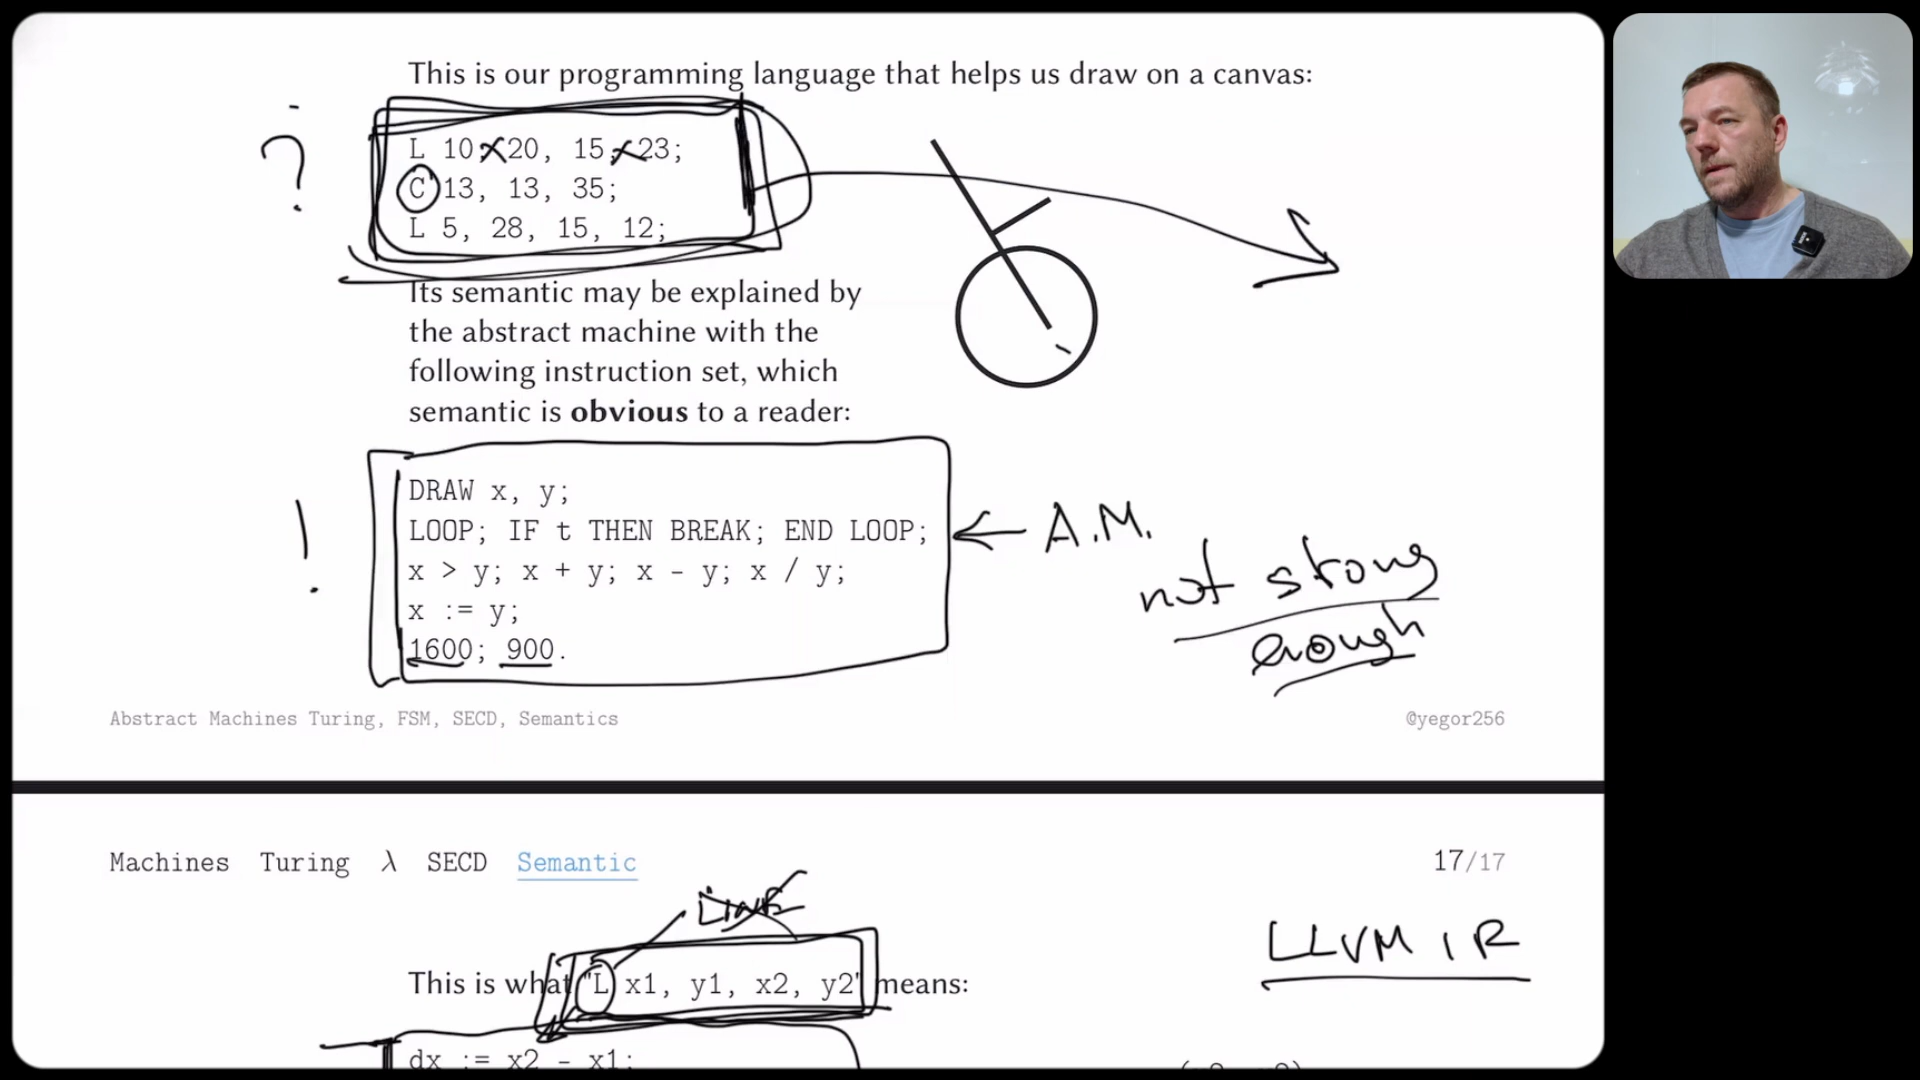 This is our programming language that helps us draw on a canvas:
?
L 10, 20, 15, 23;
C 13, 13, 35;
L 5, 28, 15, 12;
Its semantic may be explained by
the abstract machine with the
following instruction set, which
semantic is obvious to a reader:
!
DRAW x, y;
LOOP; IF t THEN BREAK; END LOOP;
x > y; x + y; x - y; x / y;
x := y;
1600; 900.
A.M.
not strong
enough
Abstract Machines Turing, FSM, SECD, Semantics
@yegor256
Machines Turing λ SECD Semantic
17/17
LINE
LLVM IR
This is what "L x1, y1, x2, y2" means:
dx := x2 - x1;